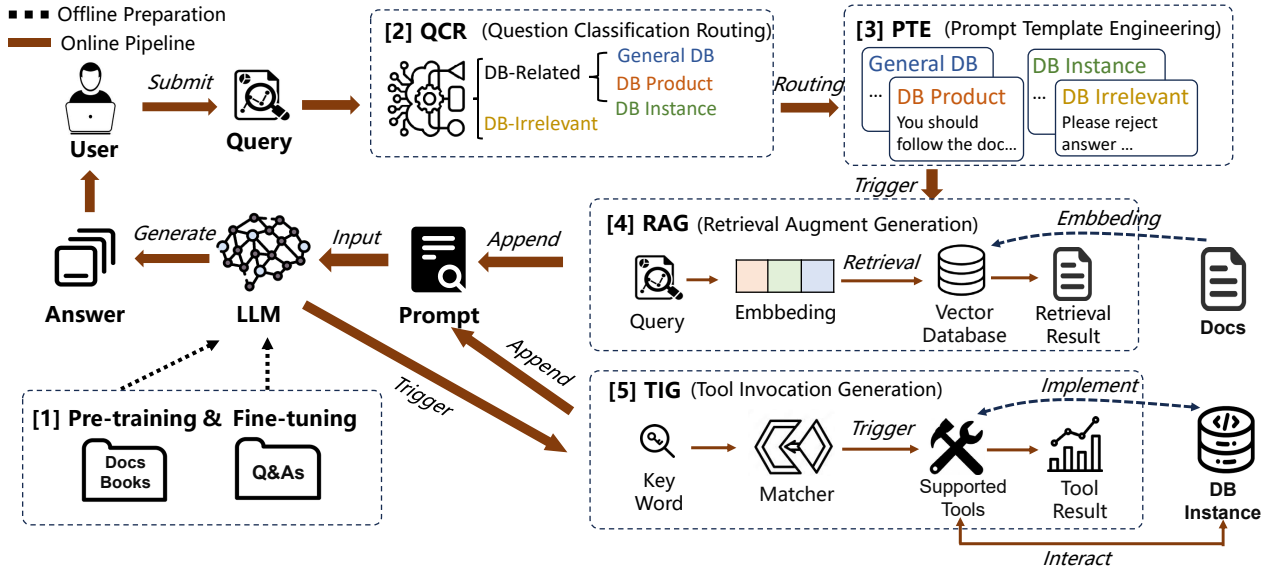 Offline Preparation
Online Pipeline
User
Submit
Query
[2] QCR (Question Classification Routing)
DB-Related
General DB
DB Product
DB Instance
DB-Irrelevant
Routing
[3] PTE (Prompt Template Engineering)
General DB
...
DB Product
You should
follow the doc...
DB Instance
...
DB Irrelevant
Please reject
answer ...
Trigger
[4] RAG (Retrieval Augment Generation)
Embbeding
Query
Embbeding
Retrieval
Vector
Database
Retrieval
Result
Docs
Append
Prompt
Input
LLM
Generate
Answer
Trigger
Append
[1] Pre-training & Fine-tuning
Docs
Books
Q&As
[5] TIG (Tool Invocation Generation)
Implement
Key
Word
Matcher
Trigger
Supported
Tools
Tool
Result
DB
Instance
Interact